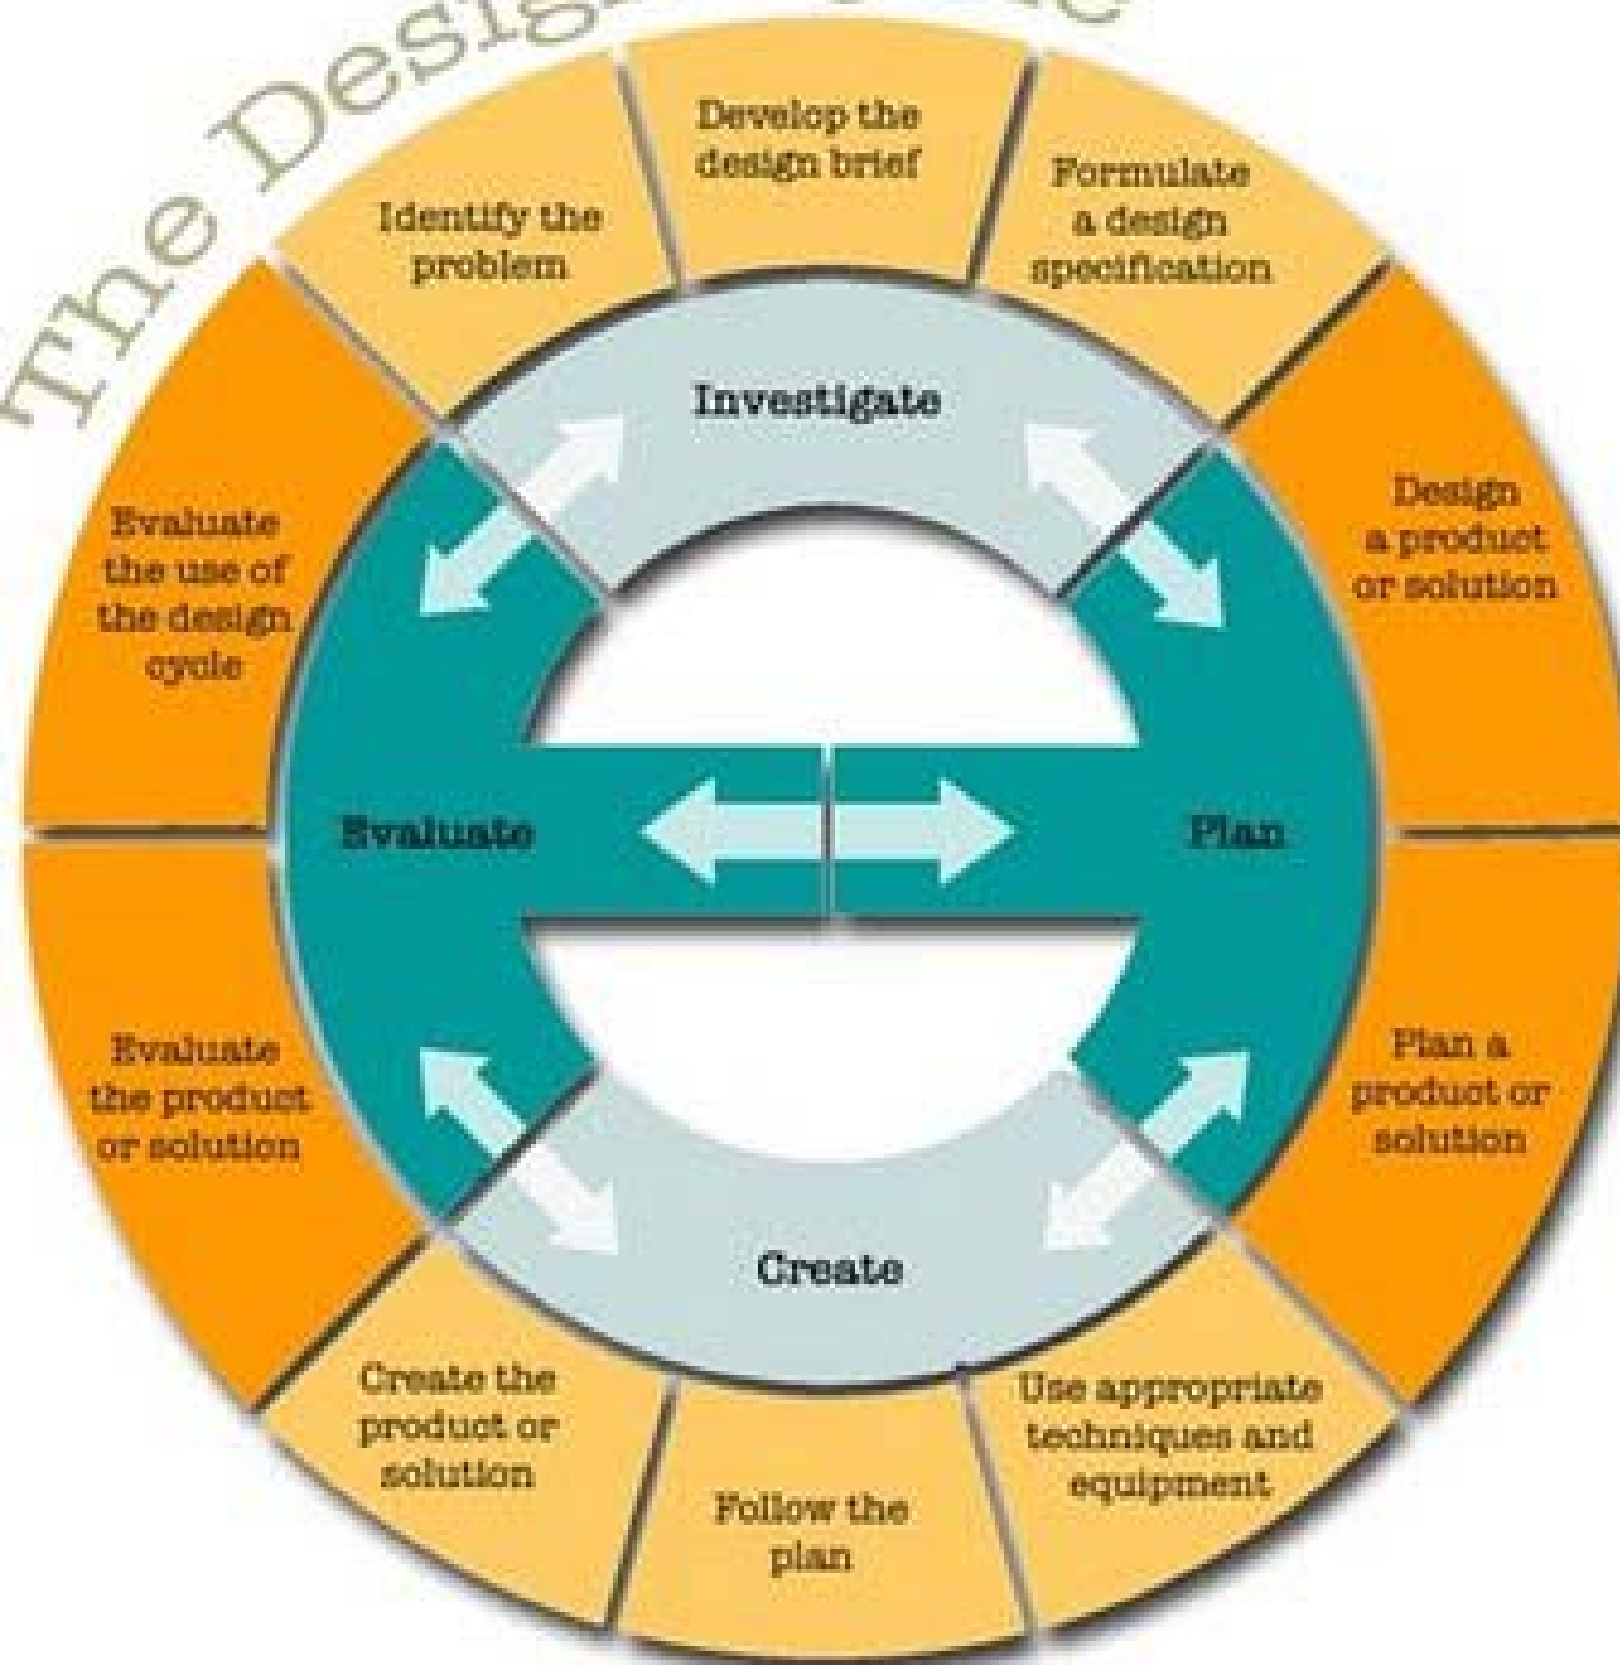 The Design
Identify the
problem
Develop the
design brief
Formulate
a design
specification
Design
a product
or solution
Plan a
product or
solution
Use appropriate
techniques and
equipment
Follow the
plan
Create the
product or
solution
Evaluate
the product
or solution
Evaluate
the use of
the design
cycle
Investigate
Plan
Create
Evaluate